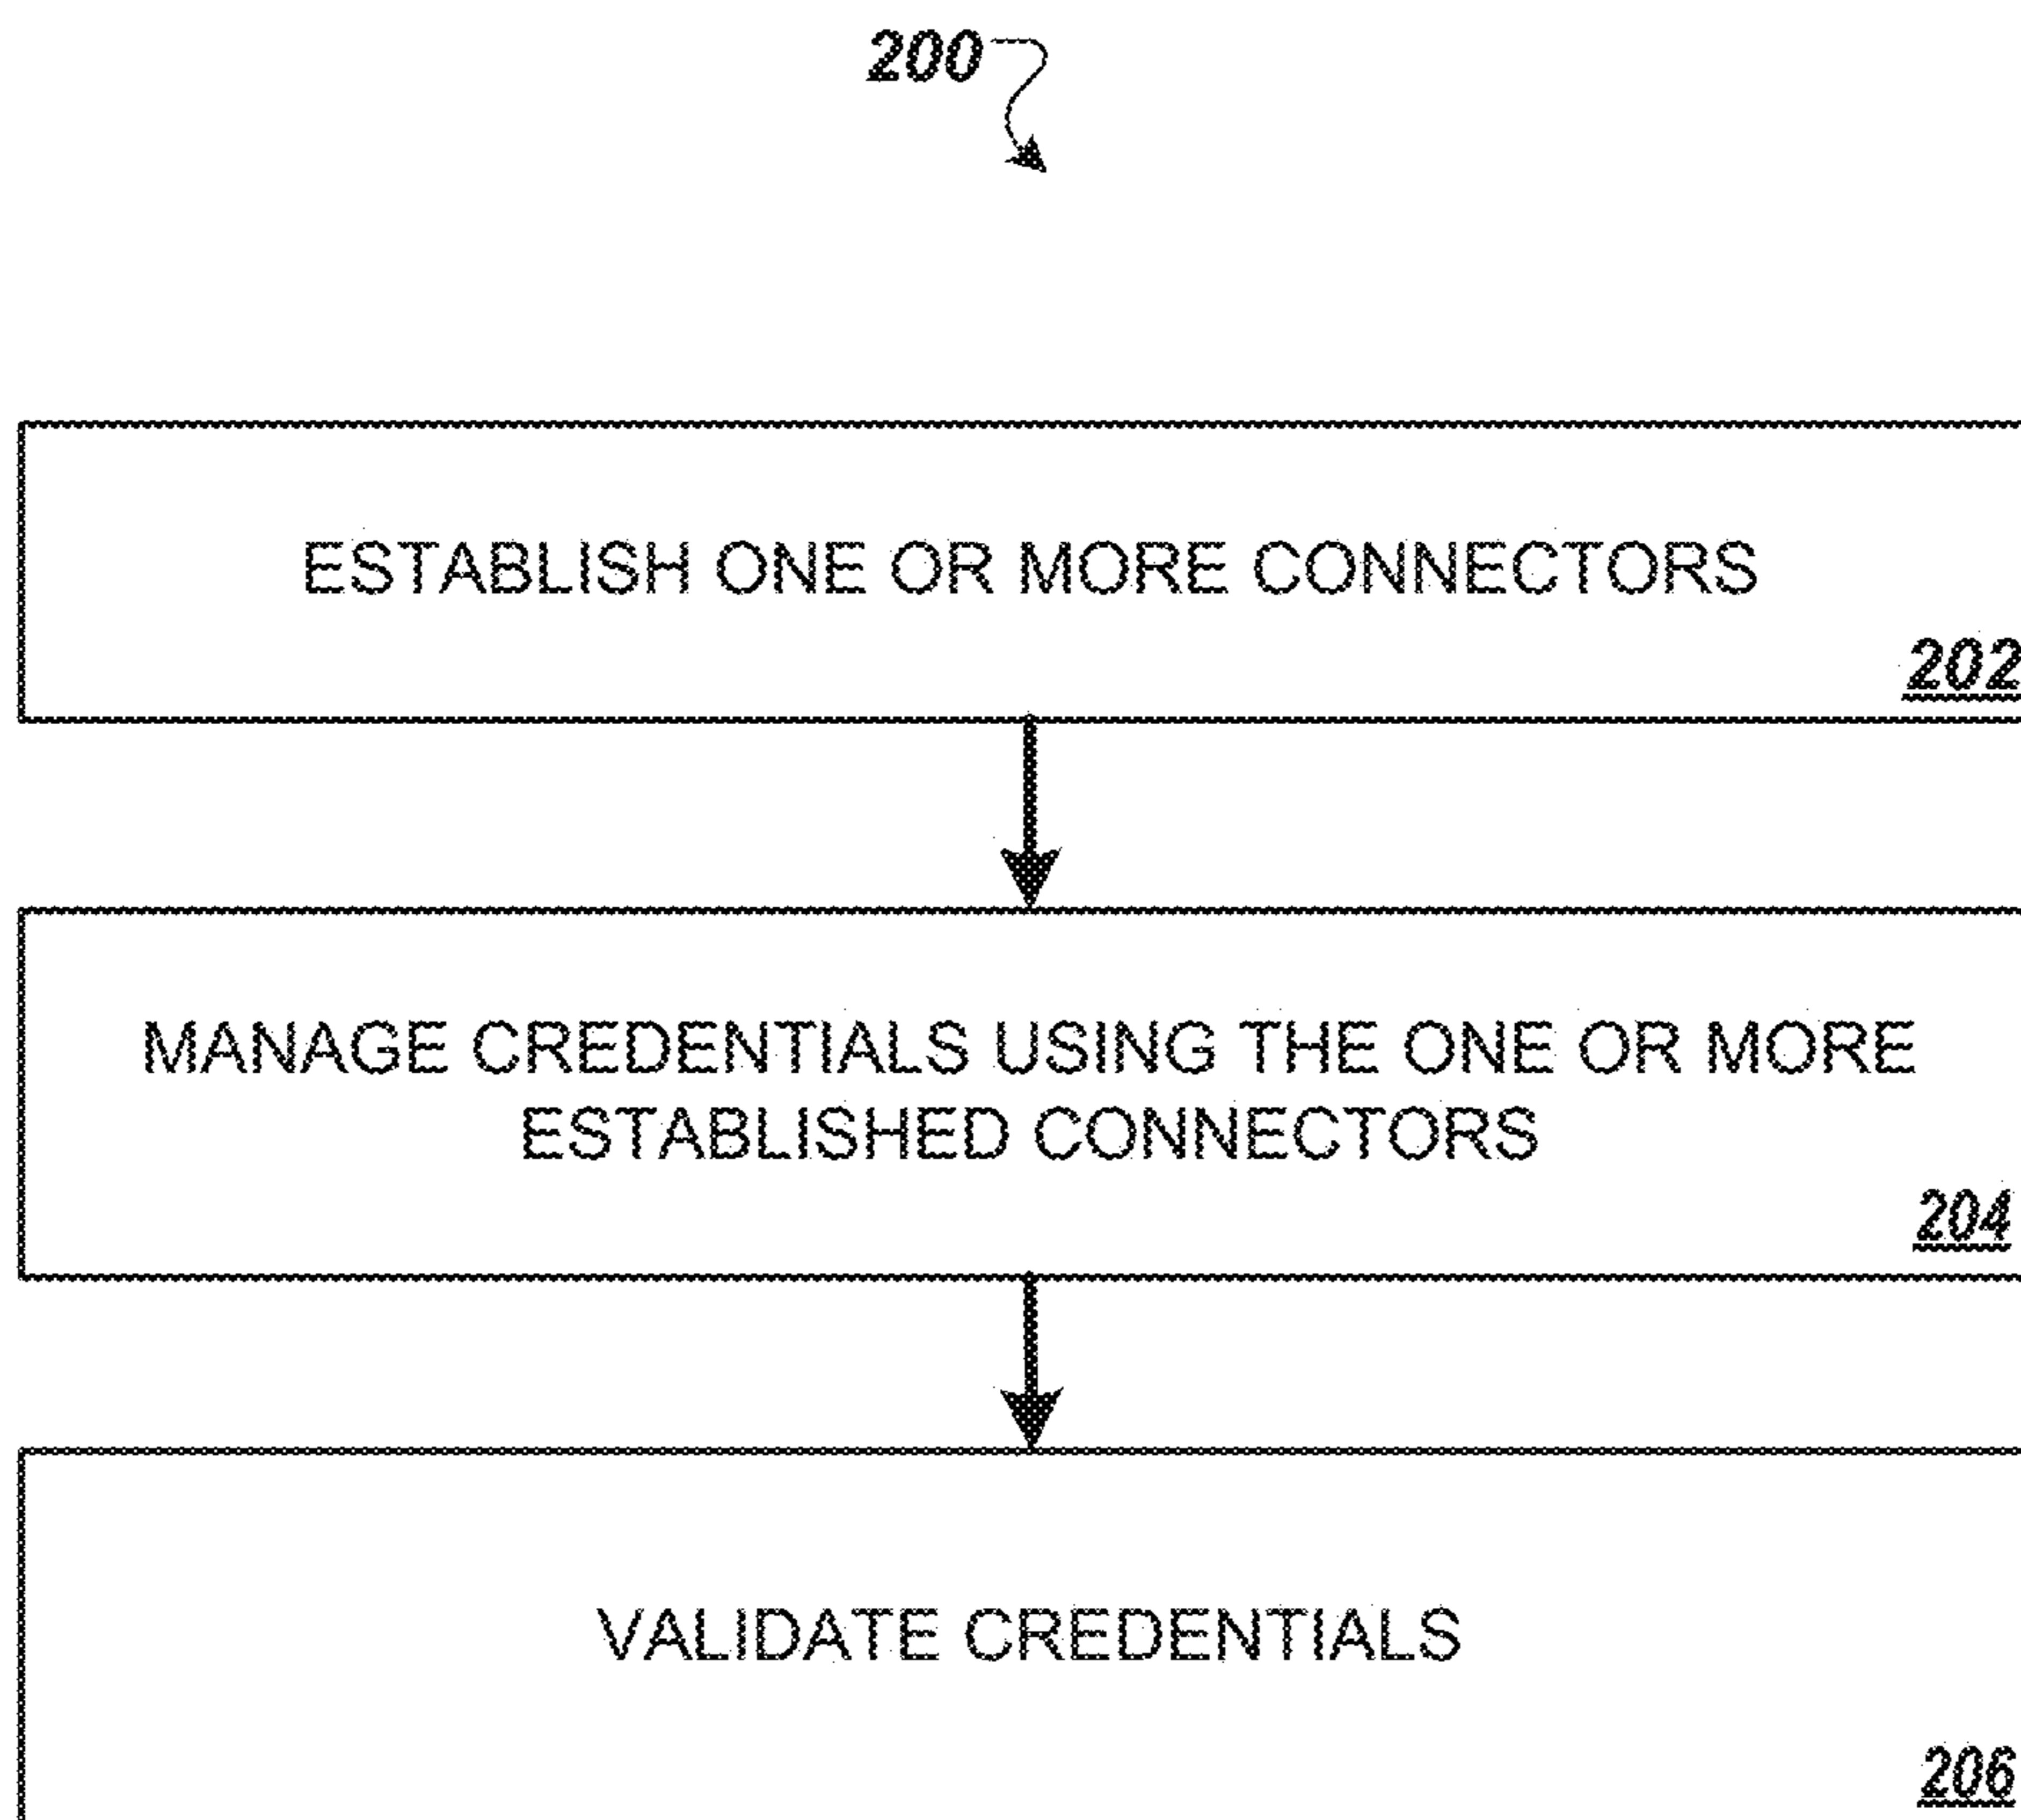 200
ESTABLISH ONE OR MORE CONNECTORS
202
MANAGE CREDENTIALS USING THE ONE OR MORE
ESTABLISHED CONNECTORS
204
VALIDATE CREDENTIALS
206